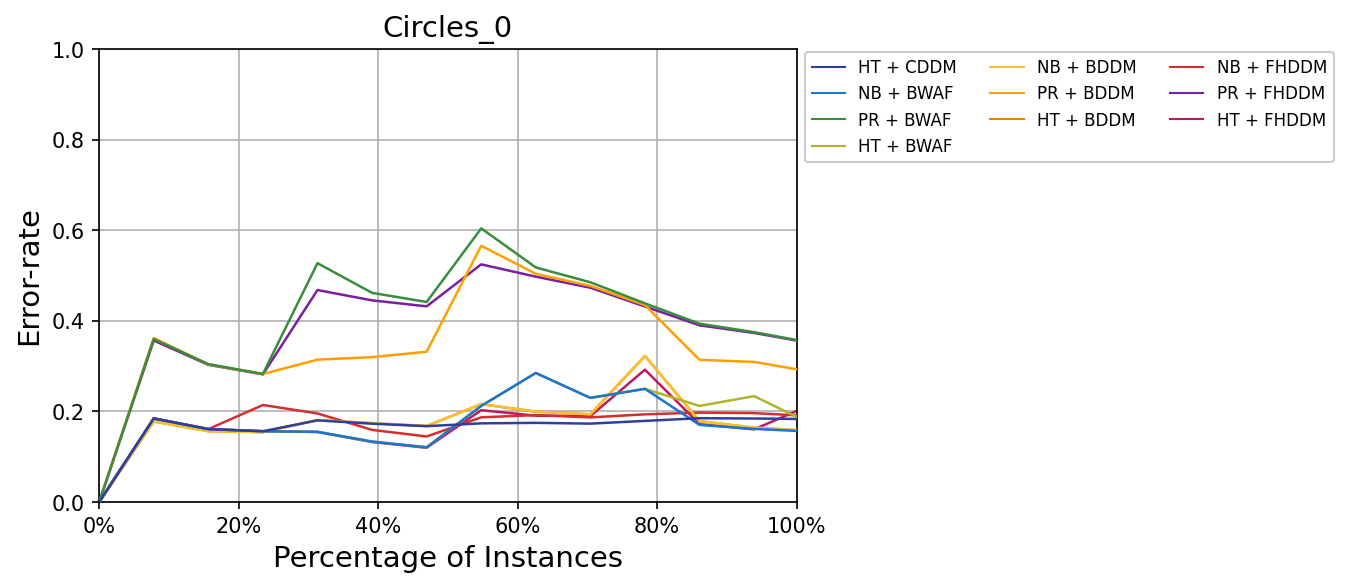 Circles_0
Error-rate
1.0
0.8
0.6
0.4
0.2
0.0
0% 20% 40% 60% 80% 100%
Percentage of Instances
HT + CDDM
NB + BWAF
PR + BWAF
HT + BWAF
NB + BDDM
PR + BDDM
HT + BDDM
NB + FHDDM
PR + FHDDM
HT + FHDDM